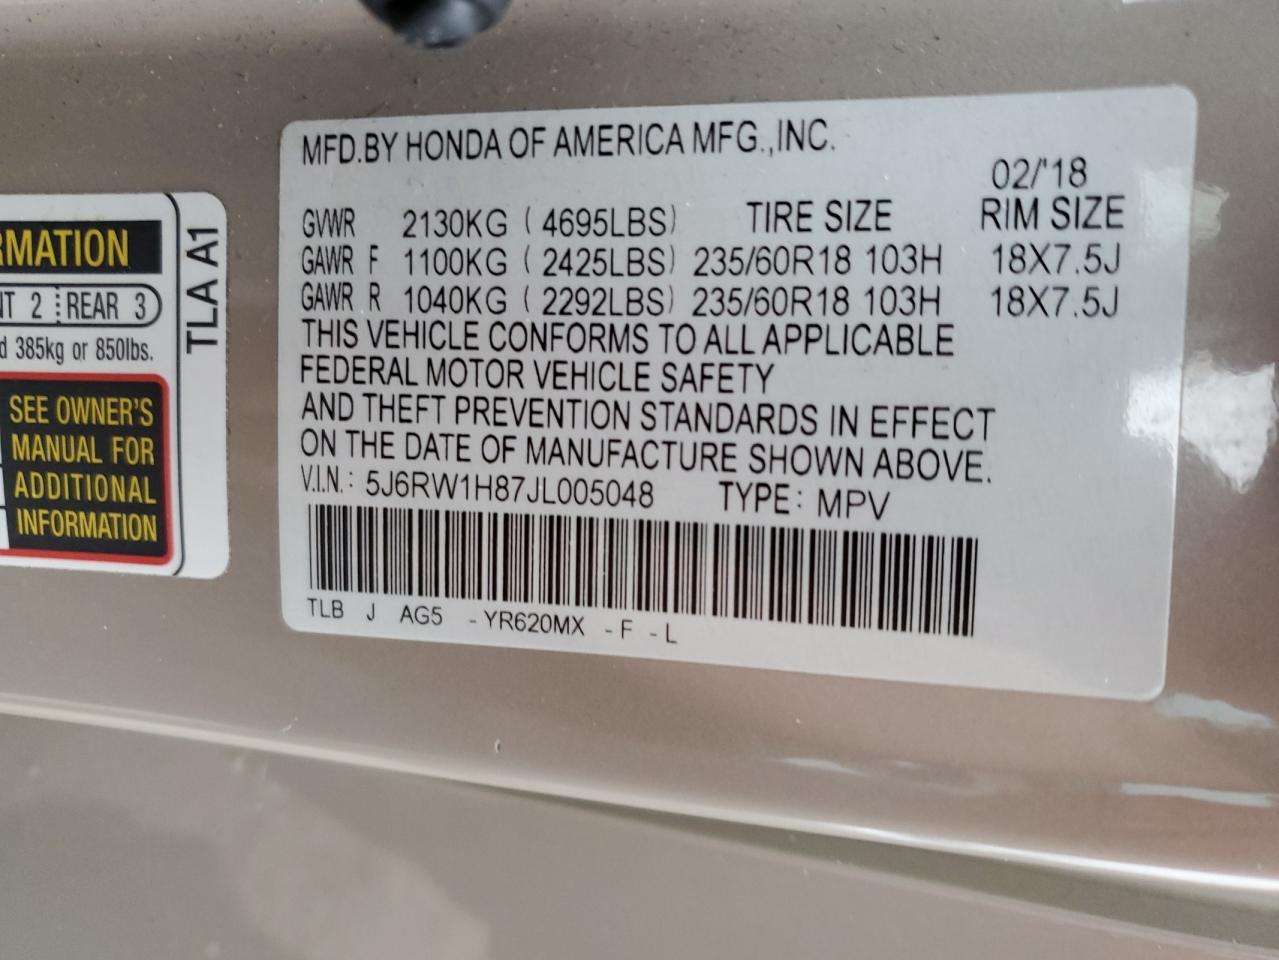 RMATION
NT 2 REAR 3
d 385kg or 850lbs.
SEE OWNER'S
MANUAL FOR
ADDITIONAL
INFORMATION
TLA A1
MFD.BY HONDA OF AMERICA MFG.,INC.
02/'18
GVWR 2130KG ( 4695LBS) TIRE SIZE RIM SIZE
GAWR F 1100KG ( 2425LBS) 235/60R18 103H 18X7.5J
GAWR R 1040KG ( 2292LBS) 235/60R18 103H 18X7.5J
THIS VEHICLE CONFORMS TO ALL APPLICABLE
FEDERAL MOTOR VEHICLE SAFETY
AND THEFT PREVENTION STANDARDS IN EFFECT
ON THE DATE OF MANUFACTURE SHOWN ABOVE.
V.I.N.: 5J6RW1H87JL005048 TYPE: MPV
TLB J AG5 -YR620MX -F -L